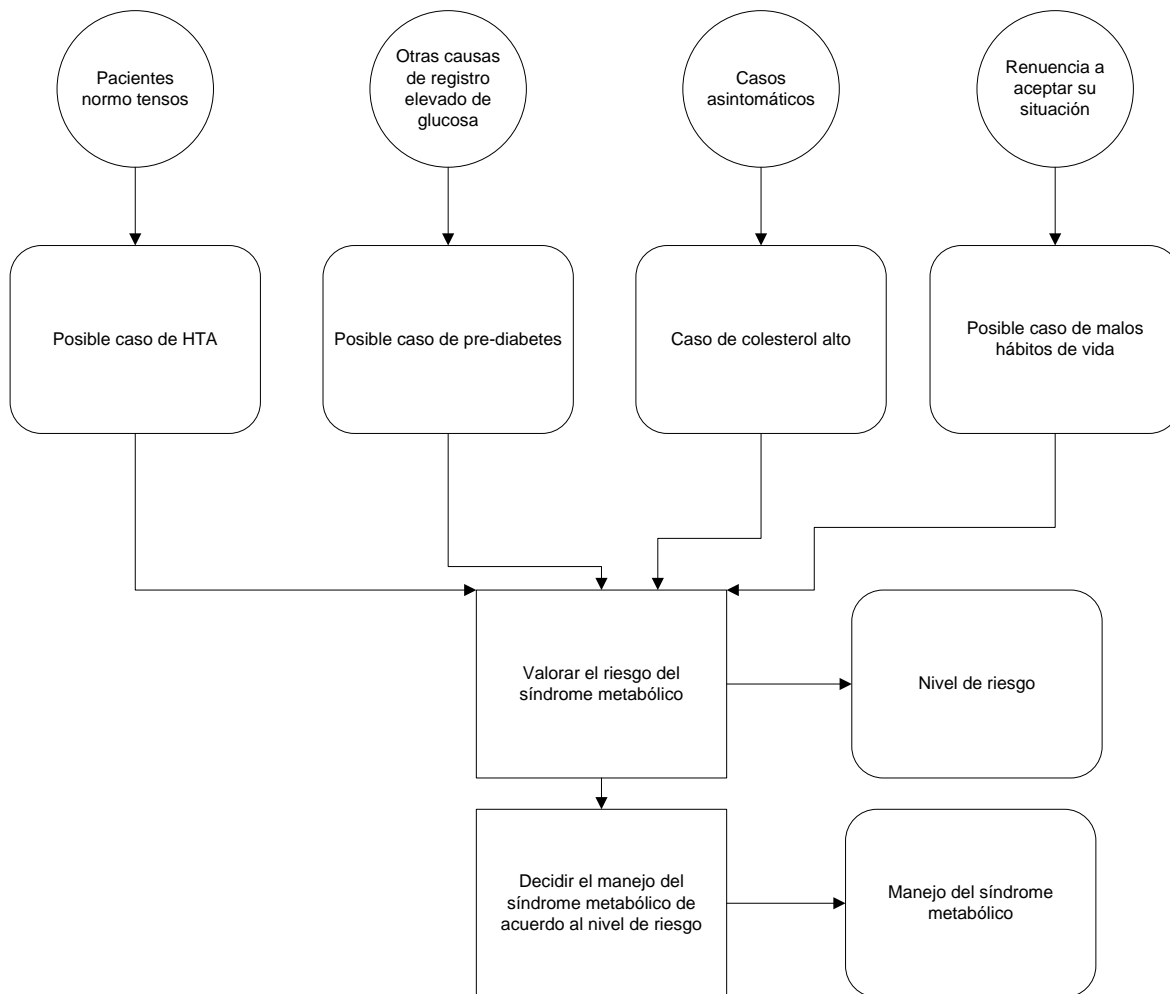 Pacientes
normo tensos
Otras causas
de registro
elevado de
glucosa
Casos
asintomáticos
Renuencia a
aceptar su
situación
Posible caso de HTA
Posible caso de pre-diabetes
Caso de colesterol alto
Posible caso de malos
hábitos de vida
Valorar el riesgo del
síndrome metabólico
Nivel de riesgo
Decidir el manejo del
síndrome metabólico de
acuerdo al nivel de riesgo
Manejo del síndrome
metabólico